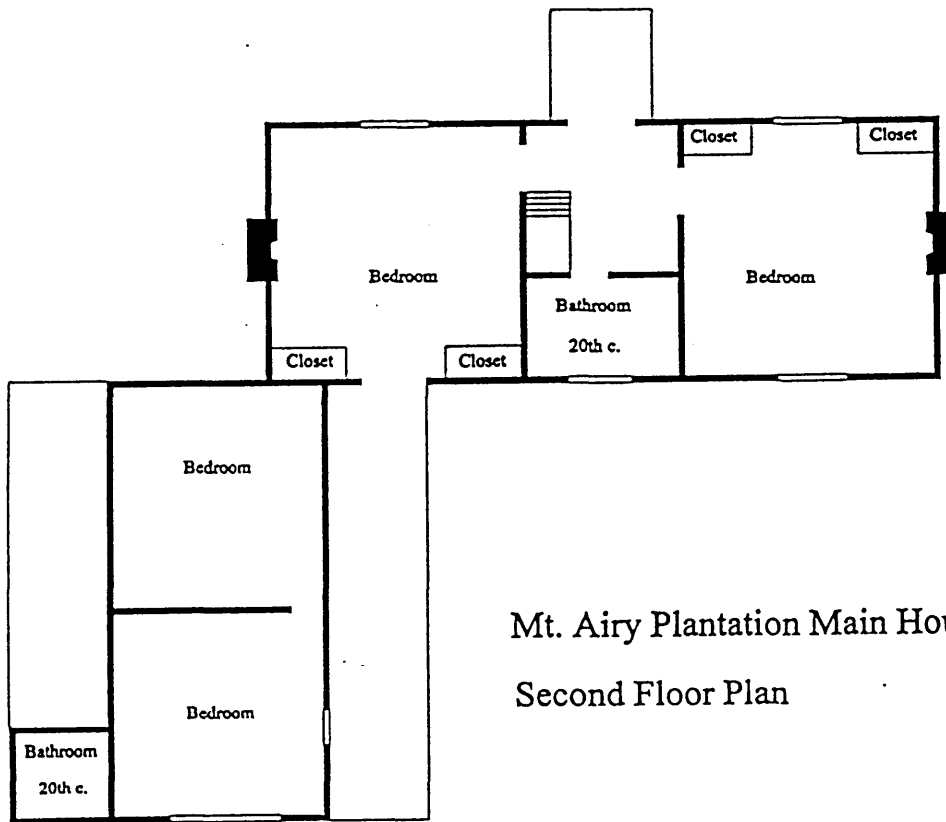 Closet
Closet
Bedroom
Bedroom
Bathroom
20th c.
Closet
Closet
Bedroom
Bedroom
Bathroom
20th c.
Mt. Airy Plantation Main
Second Floor Plan